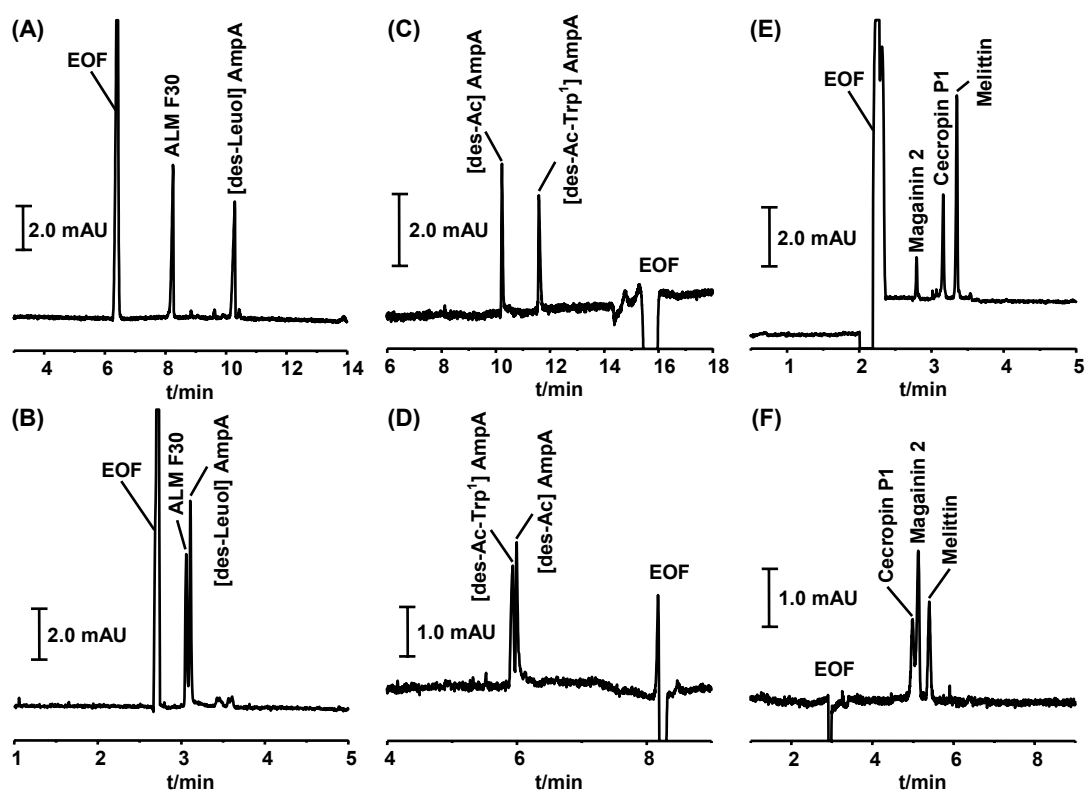 (A)
EOF
ALM F30
[des-Leuol] AmpA
2.0 mAU
4 6 8 10 12 14
t/min
(C)
[des-Ac] AmpA
[des-Ac-Trp1] AmpA
2.0 mAU
EOF
6 8 10 12 14 16 18
t/min
(E)
EOF
Magainin 2
Cecropin P1
Melittin
2.0 mAU
1 2 3 4 5
t/min
(B)
EOF
ALM F30
[des-Leuol] AmpA
2.0 mAU
1 2 3 4 5
t/min
(D)
[des-Ac-Trp1] AmpA
[des-Ac] AmpA
EOF
1.0 mAU
4 6 8
t/min
(F)
Cecropin P1
Magainin 2
Melittin
1.0 mAU
EOF
2 4 6 8
t/min